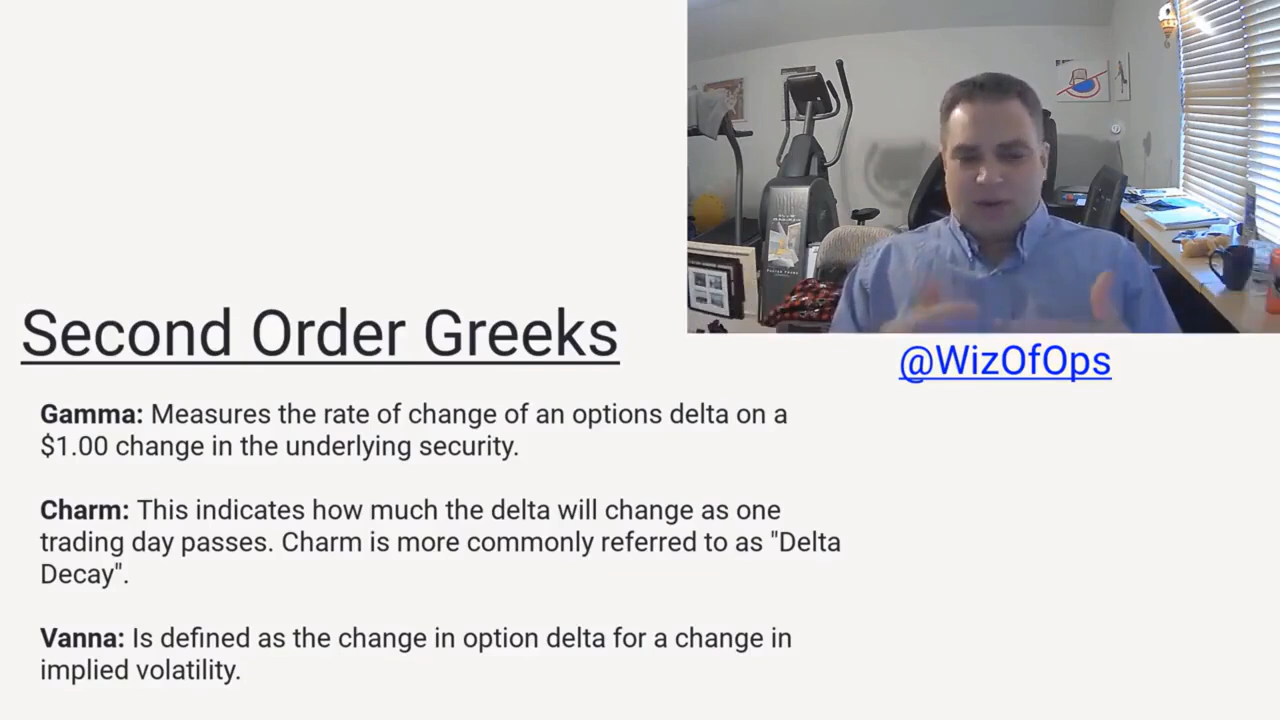 Second Order Greeks
@WizOfOps
Gamma: Measures the rate of change of an options delta on a
$1.00 change in the underlying security.
Charm: This indicates how much the delta will change as one
trading day passes. Charm is more commonly referred to as "Delta
Decay".
Vanna: Is defined as the change in option delta for a change in
implied volatility.